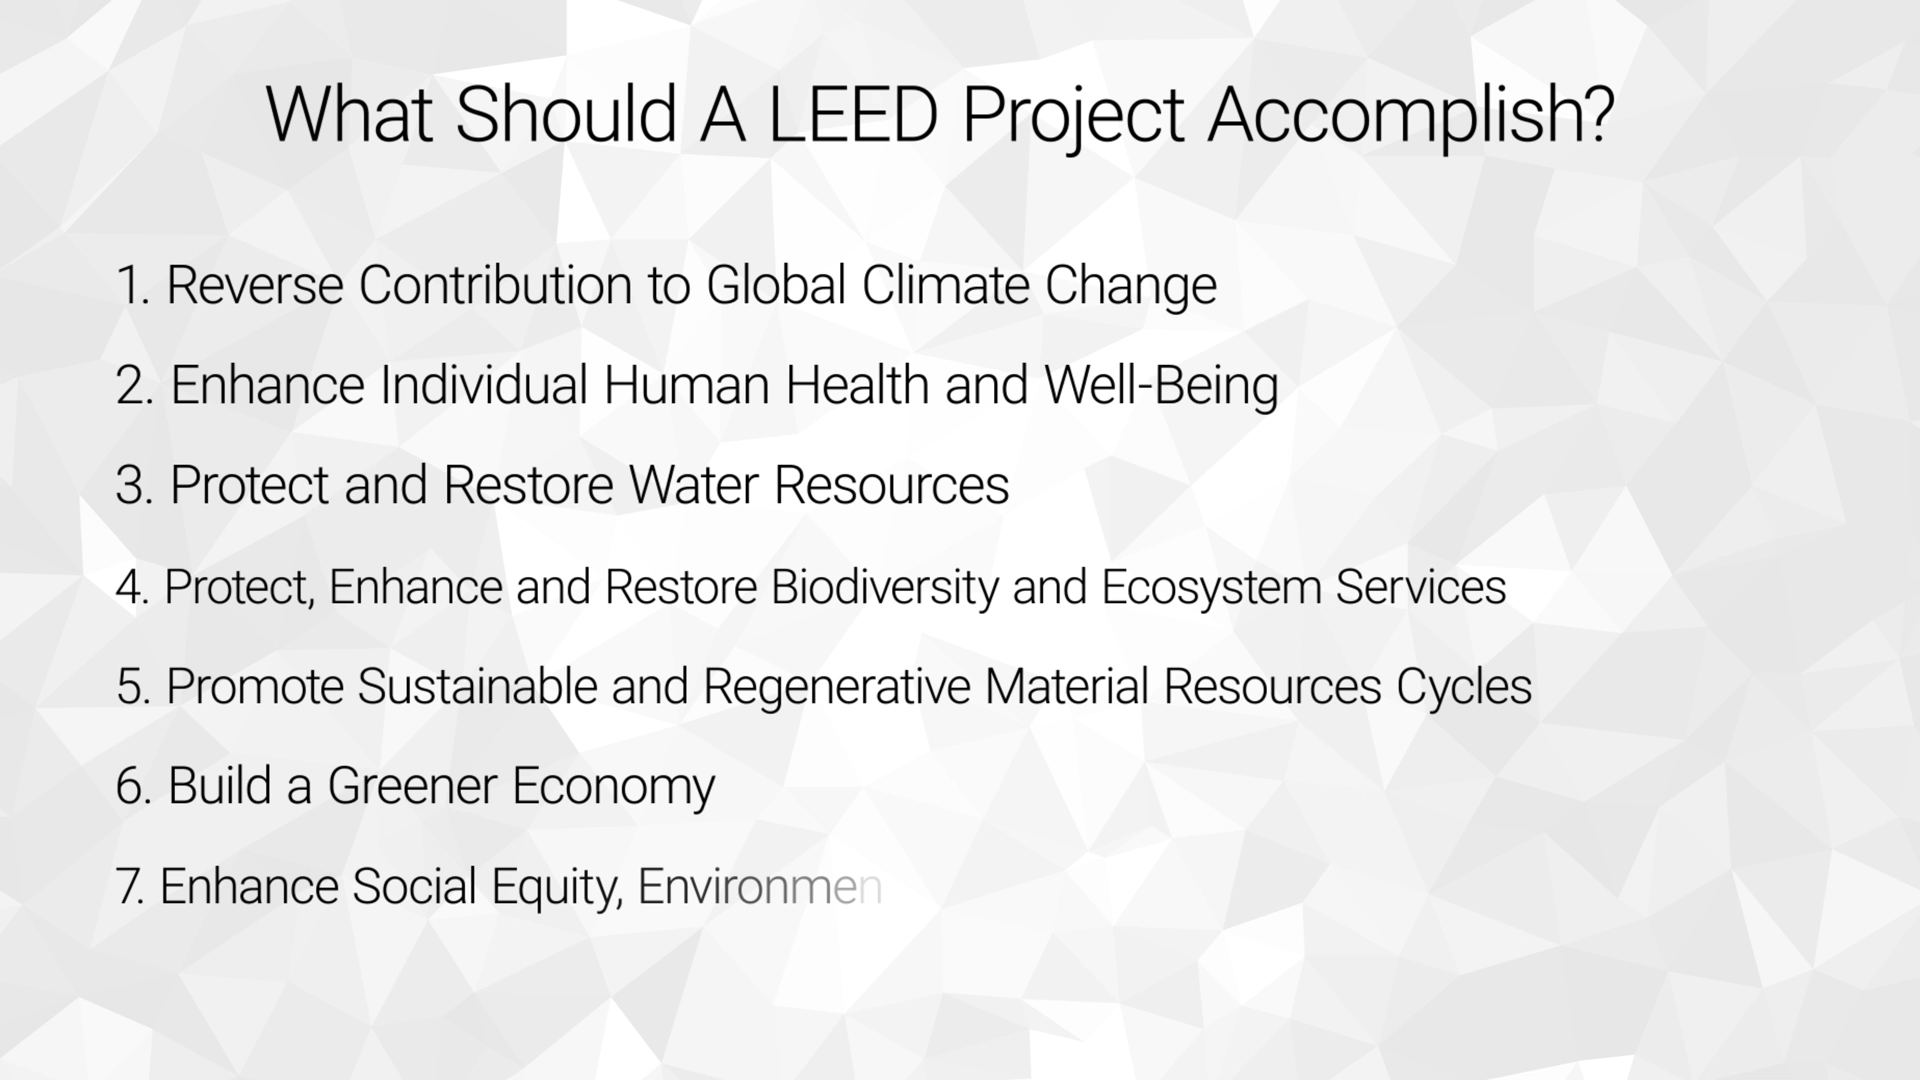 What Should A LEED Project Accomplish?
1. Reverse Contribution to Global Climate Change
2. Enhance Individual Human Health and Well-Being
3. Protect and Restore Water Resources
4. Protect, Enhance and Restore Biodiversity and Ecosystem Services
5. Promote Sustainable and Regenerative Material Resources Cycles
6. Build a Greener Economy
7. Enhance Social Equity, Environmen